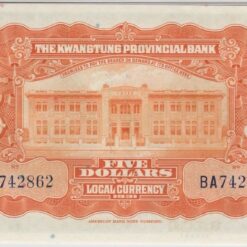 THE KWANGTUNG PROVINCIAL BANK
742862
BA742
FIVE
DOLLARS
LOCAL CURRENCY
AMERICAN BANK NOTE COMPANY